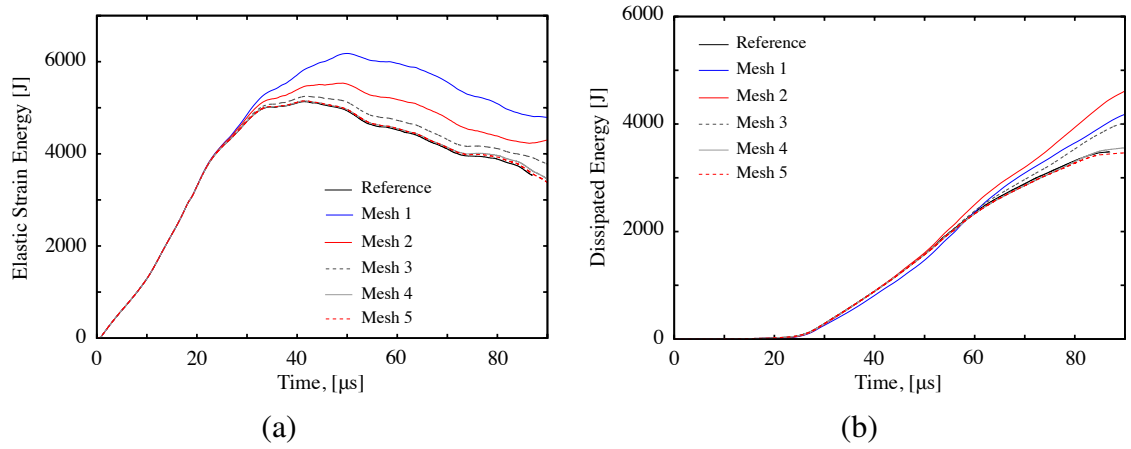 Elastic Strain Energy [J]
6000
4000
2000
0
0 20 40 60 80
Time, [μs]
Reference
Mesh 1
Mesh 2
Mesh 3
Mesh 4
Mesh 5
(a)
Dissipated Energy [J]
6000
4000
2000
0
0 20 40 60 80
Time, [μs]
Reference
Mesh 1
Mesh 2
Mesh 3
Mesh 4
Mesh 5
(b)